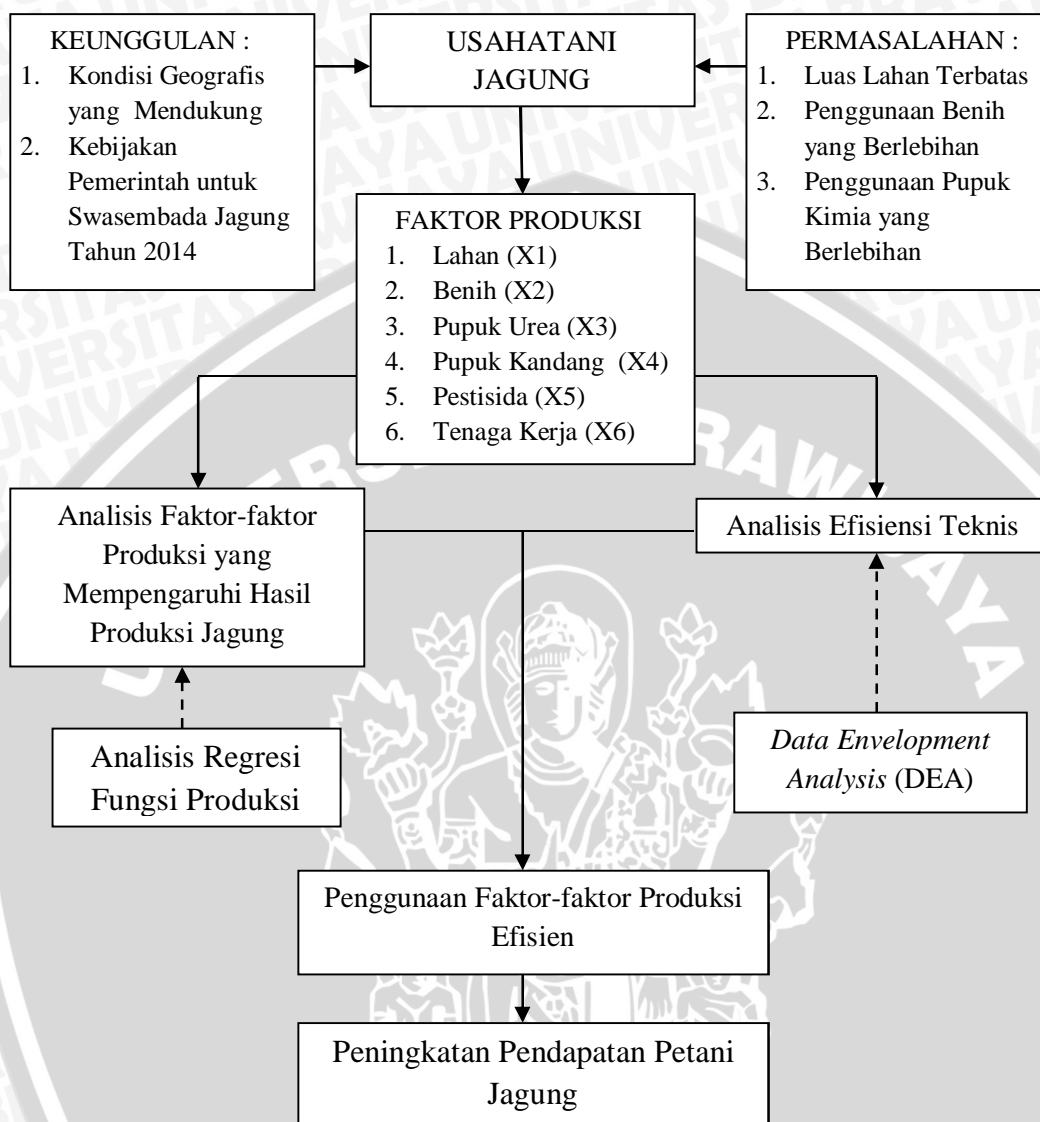 KEUNGGULAN :
1. Kondisi Geografis
yang Mendukung
2. Kebijakan
Pemerintah untuk
Swasembada Jagung
Tahun 2014
USAHATANI
JAGUNG
PERMASALAHAN :
1. Luas Lahan Terbatas
2. Penggunaan Benih
yang Berlebihan
3. Penggunaan Pupuk
Kimia yang
Berlebihan
FAKTOR PRODUKSI
1. Lahan (X1)
2. Benih (X2)
3. Pupuk Urea (X3)
4. Pupuk Kandang (X4)
5. Pestisida (X5)
6. Tenaga Kerja (X6)
Analisis Faktor-faktor
Produksi yang
Mempengaruhi Hasil
Produksi Jagung
Analisis Efisiensi Teknis
Analisis Regresi
Fungsi Produksi
Data Envelopment
Analysis (DEA)
Penggunaan Faktor-faktor Produksi
Efisien
Peningkatan Pendapatan Petani
Jagung